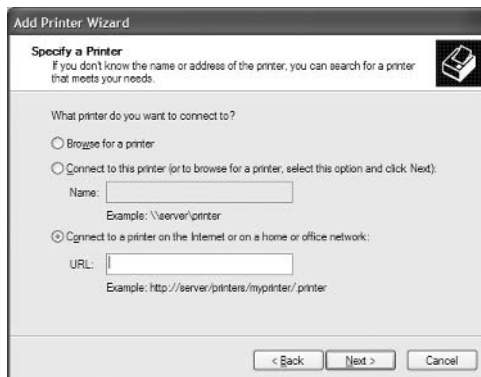 Add Printer Wizard
Specify a Printer
If you don't know the name or address of the printer, you can search for a printer
that meets your needs.
What printer do you want to connect to?
Browse for a printer
Connect to this printer (or to browse for a printer, select this option and click Next):
Name:
Example: \\server\printer
Connect to a printer on the Internet or on a home or office network:
URL:
Example: http://server/printers/myprinter/.printer
< Back Next > Cancel